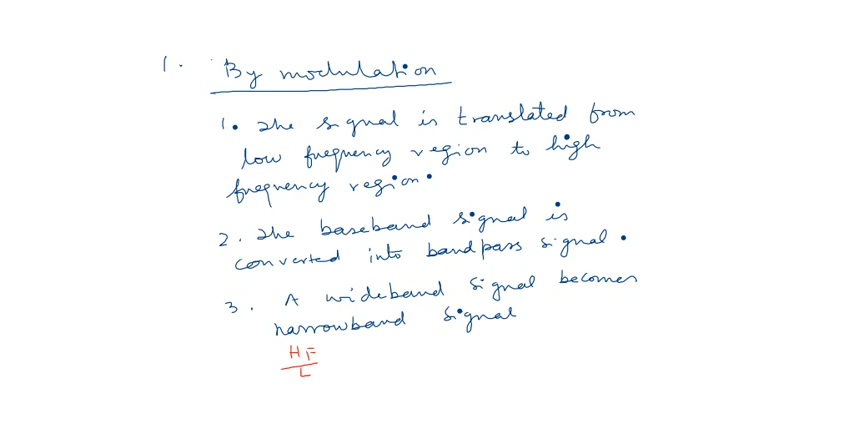 1. By modulation
1. The signal is translated from
low frequency region to high
frequency region.
2. The baseband signal is
converted into bandpass signal.
3. A wideband signal becomes
narrowband signal
HF
L